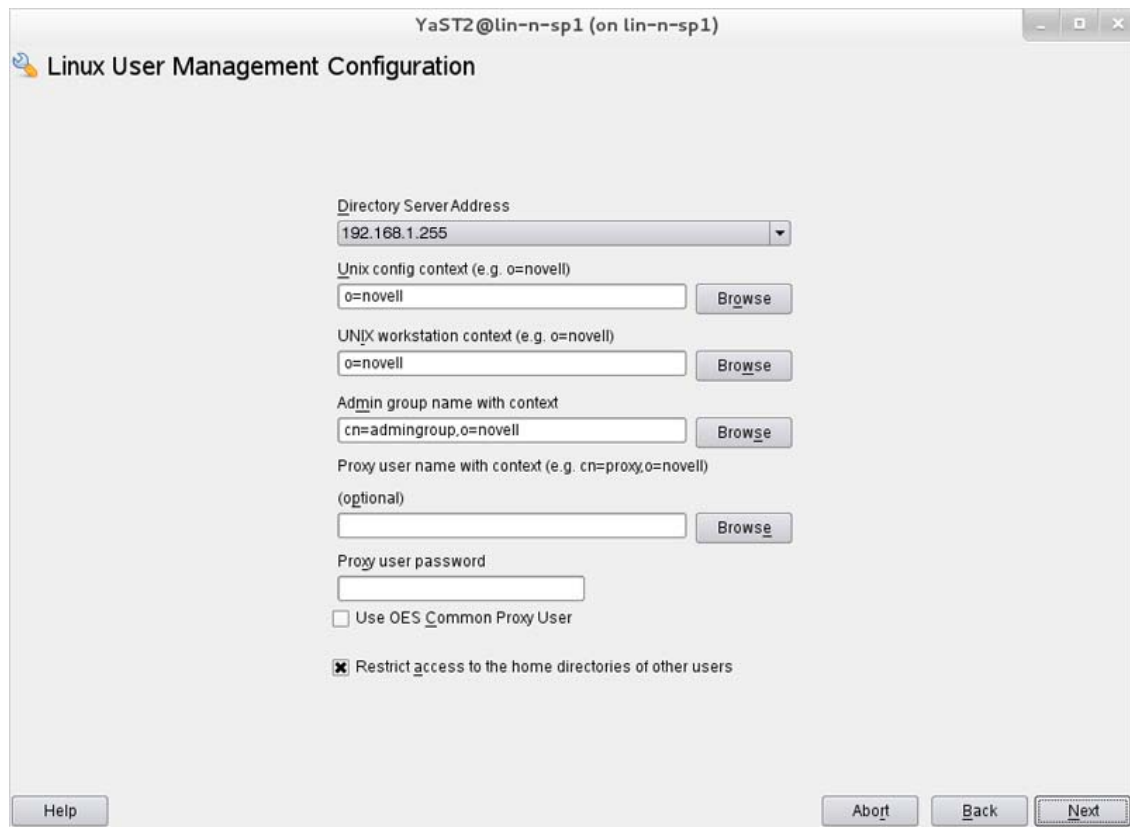 YaST2@lin-n-sp1 (on lin-n-sp1)
Linux User Management Configuration
Directory Server Address
192.168.1.255
Unix config context (e.g. o=novell)
o=novell
Browse
UNIX workstation context (e.g. o=novell)
o=novell
Browse
Admin group name with context
cn=admingroup,o=novell
Browse
Proxy user name with context (e.g. cn=proxy,o=novell)
(optional)
Browse
Proxy user password
Use OES Common Proxy User
Restrict access to the home directories of other users
Help
Abort
Back
Next